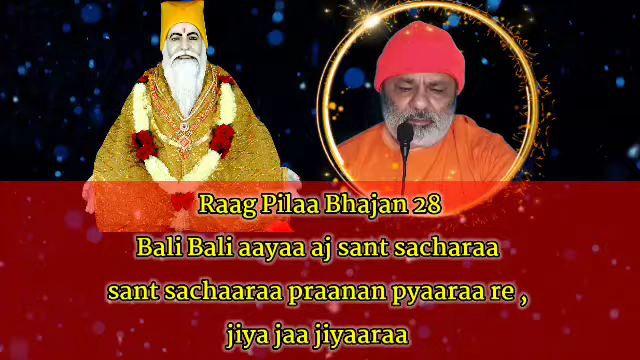 Raag Pilaa Bhajan 28
Bali Bali aayaa aj sant sacharaa
sant sachaaraa praanan pyaaraa re ,
jiya jaa jiyaaraa